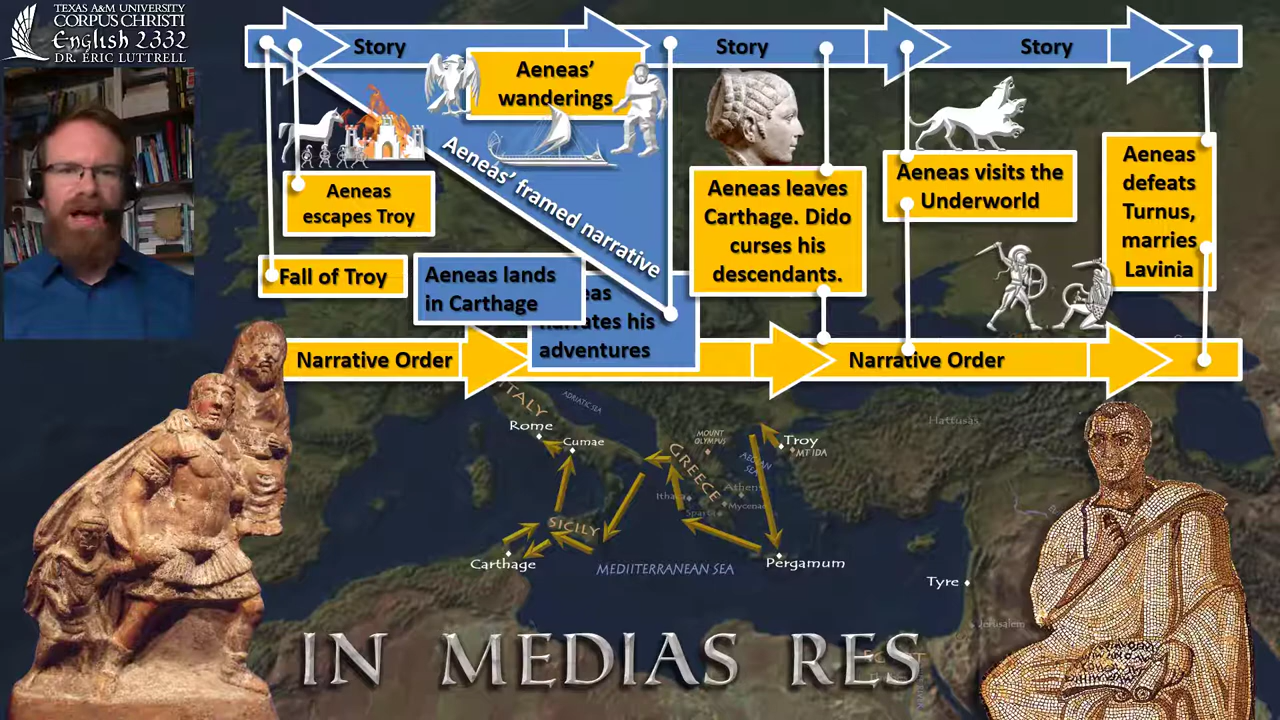 TEXAS A&M UNIVERSITY
CORPUS CHRISTI
English 2332
DR. ERIC LUTTRELL
Story
Story
Story
Aeneas’
wanderings
Aeneas’ framed narrative
Aeneas
escapes Troy
Fall of Troy
Aeneas lands
in Carthage
eas
rates his
adventures
Aeneas leaves
Carthage. Dido
curses his
descendants.
Aeneas visits the
Underworld
Aeneas
defeats
Turnus,
marries
Lavinia
Narrative Order
Narrative Order
ITALY
ADRIATIC SEA
Rome
Cumae
MOUNT
OLYMPUS
GREECE
AEGEAN
SEA
Troy
MT IDA
Hattusas
Ithaca
Athens
Sparta
Mycenae
SICILY
Carthage
MEDIITERRANEAN SEA
Pergamum
Tyre
Jerusalem
IN MEDIAS RES